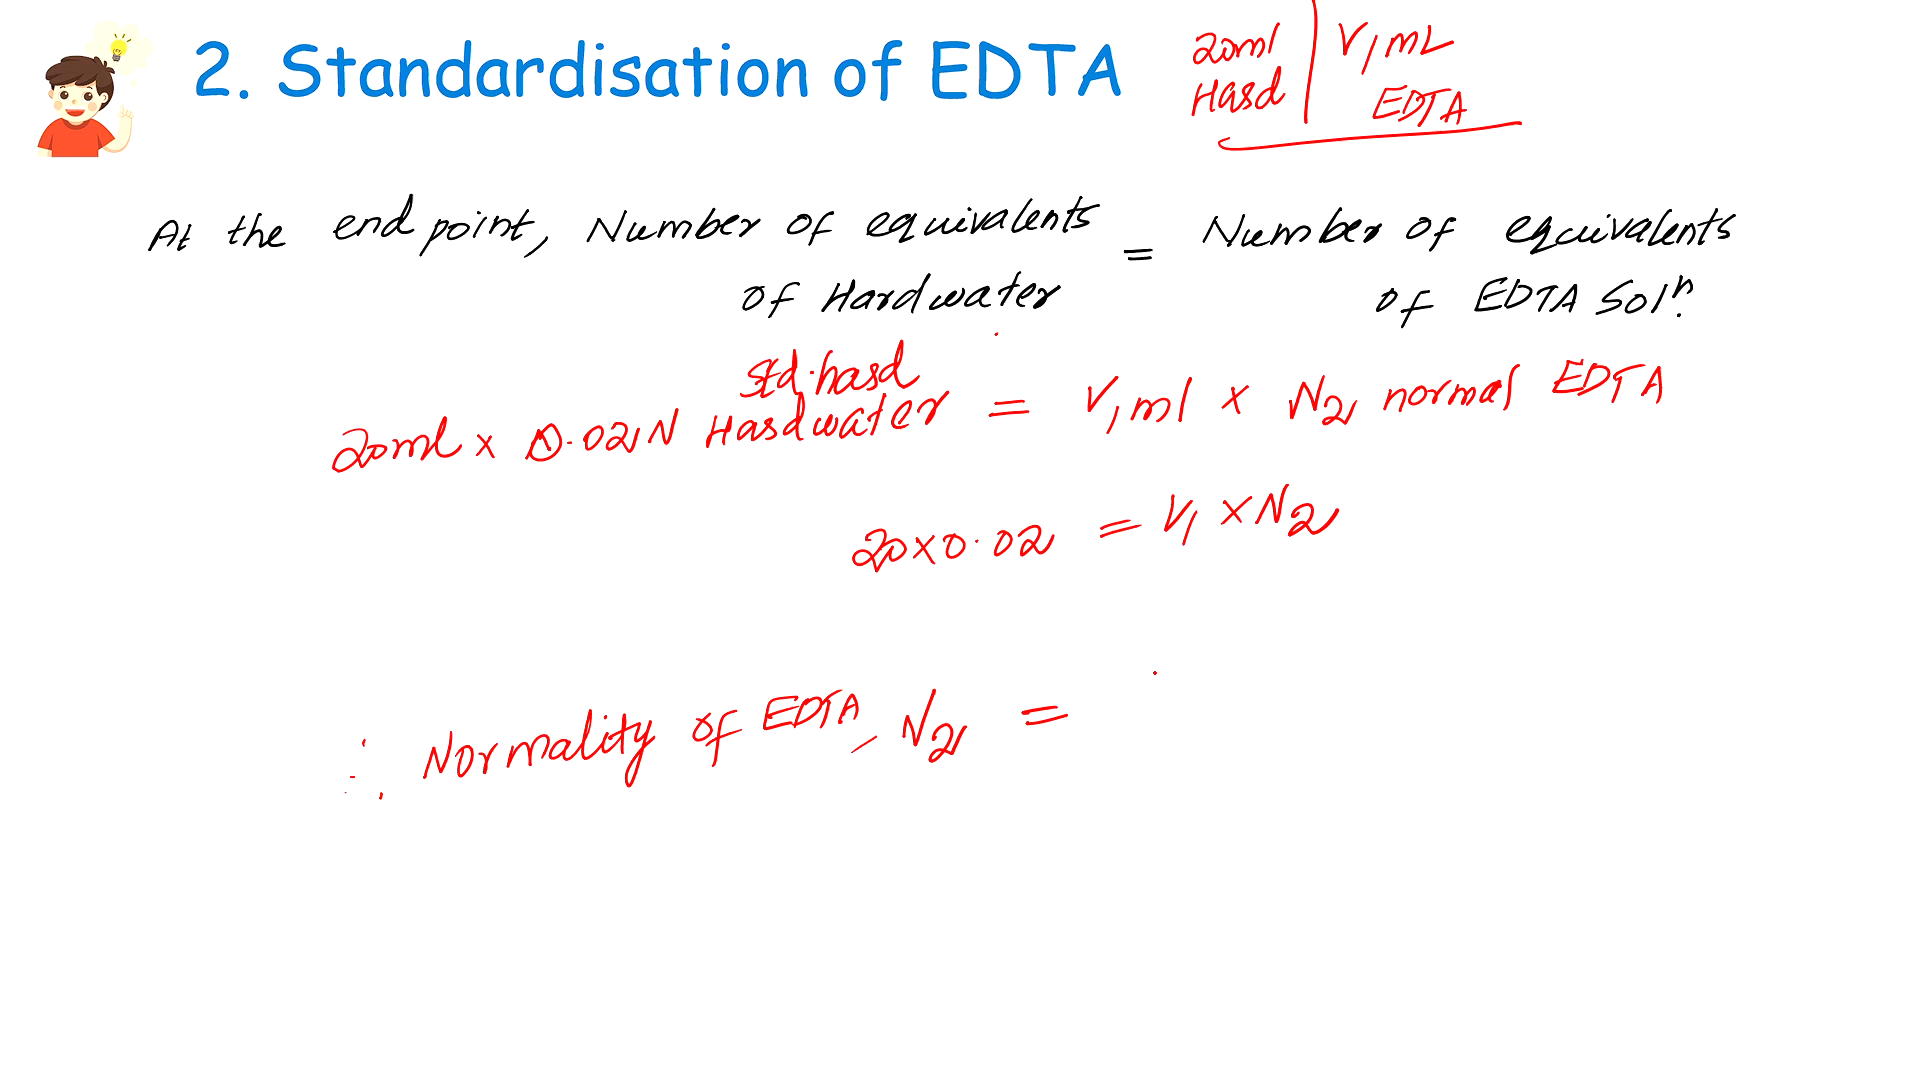 2. Standardisation of EDTA
20ml | V1 mL
Hard | EDTA
At the end point, Number of equivalents = Number of equivalents
of Hardwater of EDTA Solⁿ.
Std. hard
20ml x 0.02N Hardwater = V1 ml x N2 normal EDTA
20 x 0.02 = V1 x N2
∴ Normality of EDTA, N2 =